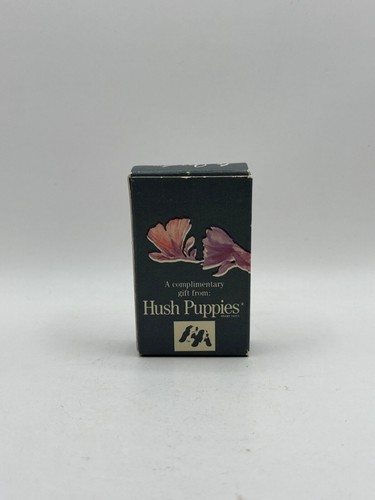 A complimentary
gift from:
Hush Puppies®